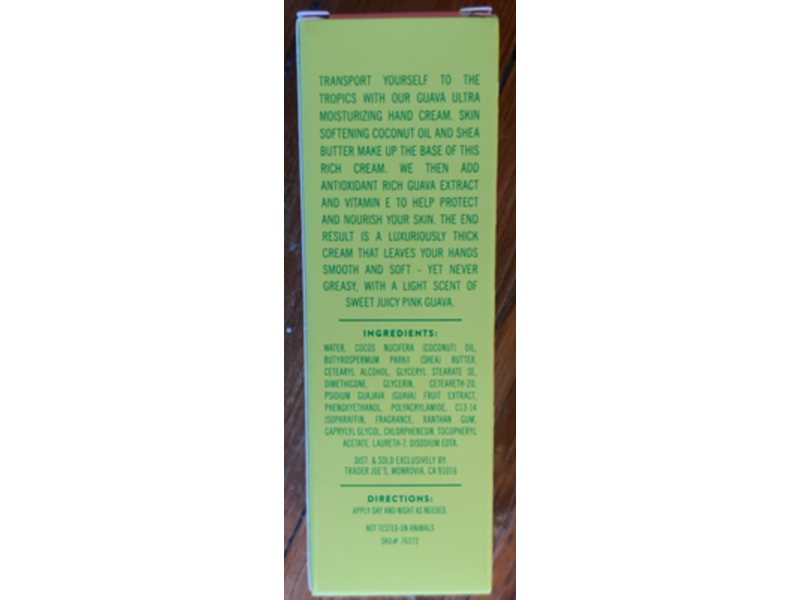 TRANSPORT YOURSELF TO THE
TROPICS WITH OUR GUAVA ULTRA
MOISTURIZING HAND CREAM. SKIN
SOFTENING COCONUT OIL AND SHEA
BUTTER MAKE UP THE BASE OF THIS
RICH CREAM. WE THEN ADD
ANTIOXIDANT RICH GUAVA EXTRACT
AND VITAMIN E TO HELP PROTECT
AND NOURISH YOUR SKIN. THE END
RESULT IS A LUXURIOUSLY THICK
CREAM THAT LEAVES YOUR HANDS
SMOOTH AND SOFT - YET NEVER
GREASY, WITH A LIGHT SCENT OF
SWEET JUICY PINK GUAVA.
INGREDIENTS:
WATER, COCOS NUCIFERA (COCONUT) OIL,
BUTYROSPERMUM PARKII (SHEA) BUTTER,
CETEARYL ALCOHOL, GLYCERYL STEARATE SE,
DIMETHICONE, GLYCERIN, CETEARETH-20,
PSIDIUM GUAJAVA (GUAVA) FRUIT EXTRACT,
PHENOXYETHANOL, POLYACRYLAMIDE, C13-14
ISOPARAFFIN, FRAGRANCE, XANTHAN GUM,
CAPRYLYL GLYCOL, CHLORPHENESIN, TOCOPHERYL
ACETATE, LAURETH-7, DISODIUM EDTA.
DIST. & SOLD EXCLUSIVELY BY:
TRADER JOE'S, MONROVIA, CA 91016
DIRECTIONS:
APPLY DAY AND NIGHT AS NEEDED.
NOT TESTED ON ANIMALS
SKU# 76372